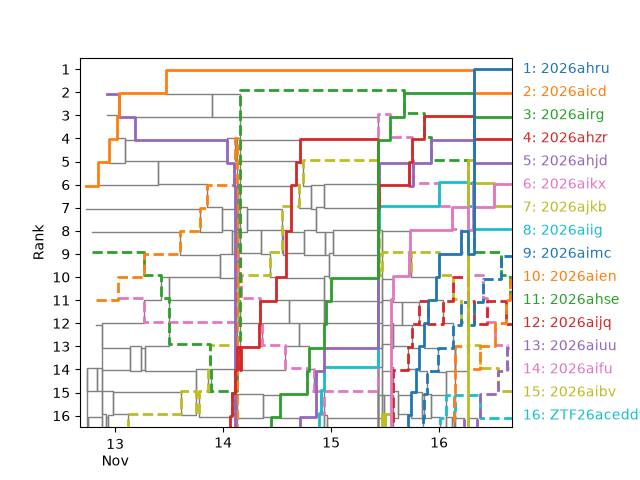 1
2
3
4
5
6
7
8
9
10
11
12
13
14
15
16
Rank
13
14
15
16
Nov
1: 2026ahru
2: 2026aicd
3: 2026airg
4: 2026ahzr
5: 2026ahjd
6: 2026aikx
7: 2026ajkb
8: 2026aiig
9: 2026aimc
10: 2026aien
11: 2026ahse
12: 2026aijq
13: 2026aiuu
14: 2026aifu
15: 2026aibv
16: ZTF26acedd